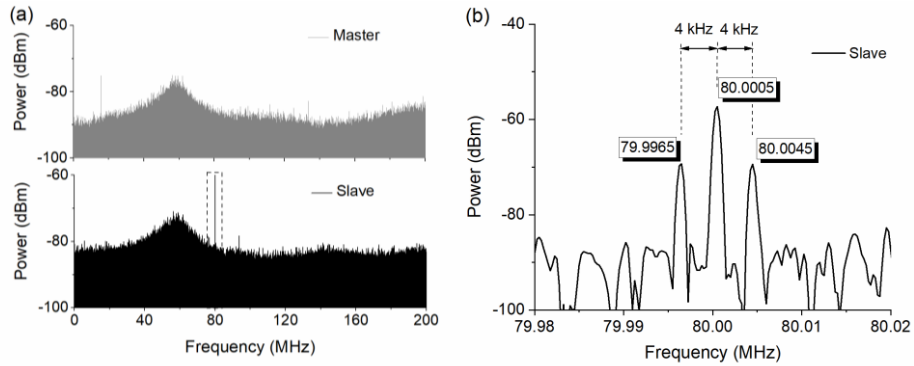 (a)
-60
Master
Power (dBm)
-80
-100
-60
Slave
Power (dBm)
-80
-100
0 40 80 120 160 200
Frequency (MHz)
(b)
-40
4 kHz 4 kHz
Slave
80.0005
-60
79.9965
80.0045
Power (dBm)
-80
-100
79.98 79.99 80.00 80.01 80.02
Frequency (MHz)